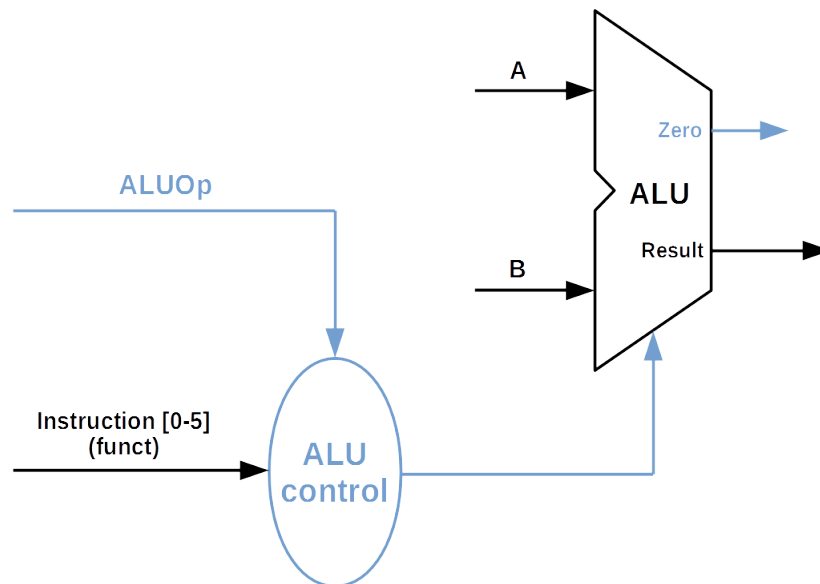 A
Zero
ALUOp
ALU
Result
B
Instruction [0-5]
(funct)
ALU
control